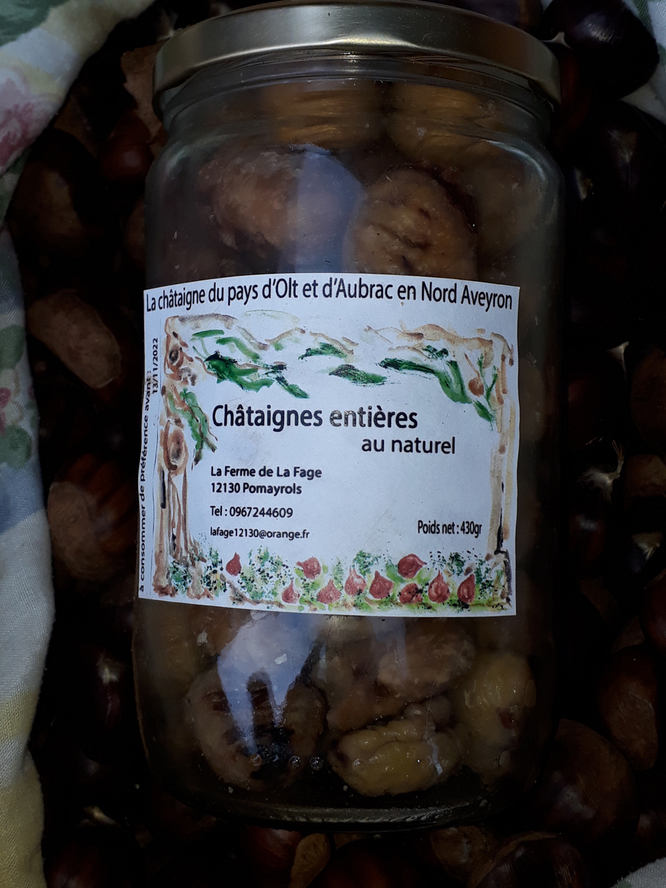 La châtaigne du pays d'Olt et d'Aubrac en Nord Aveyron
à consommer de préférence avant :
13/11/2022
Châtaignes entières
au naturel
La Ferme de La Fage
12130 Pomayrols
Tel : 0967244609
lafage12130@orange.fr
Poids net : 430gr